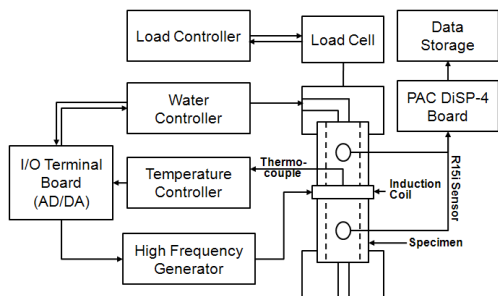 Load Controller
Load Cell
Data
Storage
Water
Controller
PAC DiSP-4
Board
I/O Terminal
Board
(AD/DA)
Temperature
Controller
Thermo-
couple
Induction
Coil
R15i Sensor
High Frequency
Generator
Specimen